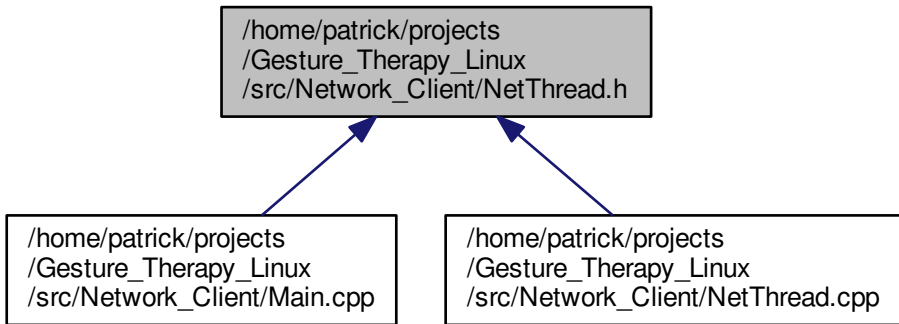 /home/patrick/projects
/Gesture_Therapy_Linux
/src/Network_Client/NetThread.h
/home/patrick/projects
/Gesture_Therapy_Linux
/src/Network_Client/Main.cpp
/home/patrick/projects
/Gesture_Therapy_Linux
/src/Network_Client/NetThread.cpp